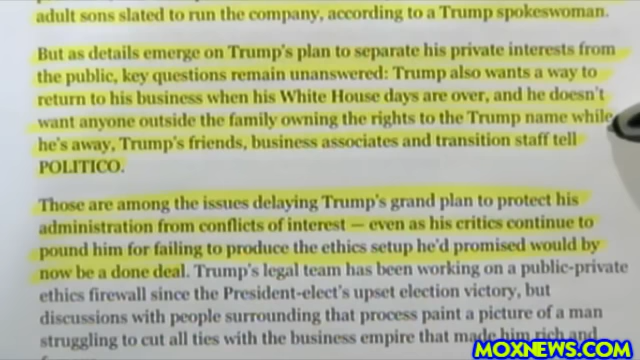 adult sons slated to run the company, according to a Trump spokeswoman.
But as details emerge on Trump's plan to separate his private interests from
the public, key questions remain unanswered: Trump also wants a way to
return to his business when his White House days are over, and he doesn't
want anyone outside the family owning the rights to the Trump name while
he's away, Trump's friends, business associates and transition staff tell
POLITICO.
Those are among the issues delaying Trump's grand plan to protect his
administration from conflicts of interest — even as his critics continue to
pound him for failing to produce the ethics setup he'd promised would by
now be a done deal. Trump's legal team has been working on a public-private
ethics firewall since the President-elect's upset election victory, but
discussions with people surrounding that process paint a picture of a man
struggling to cut all ties with the business empire that made him rich and
MOXNEWS.COM